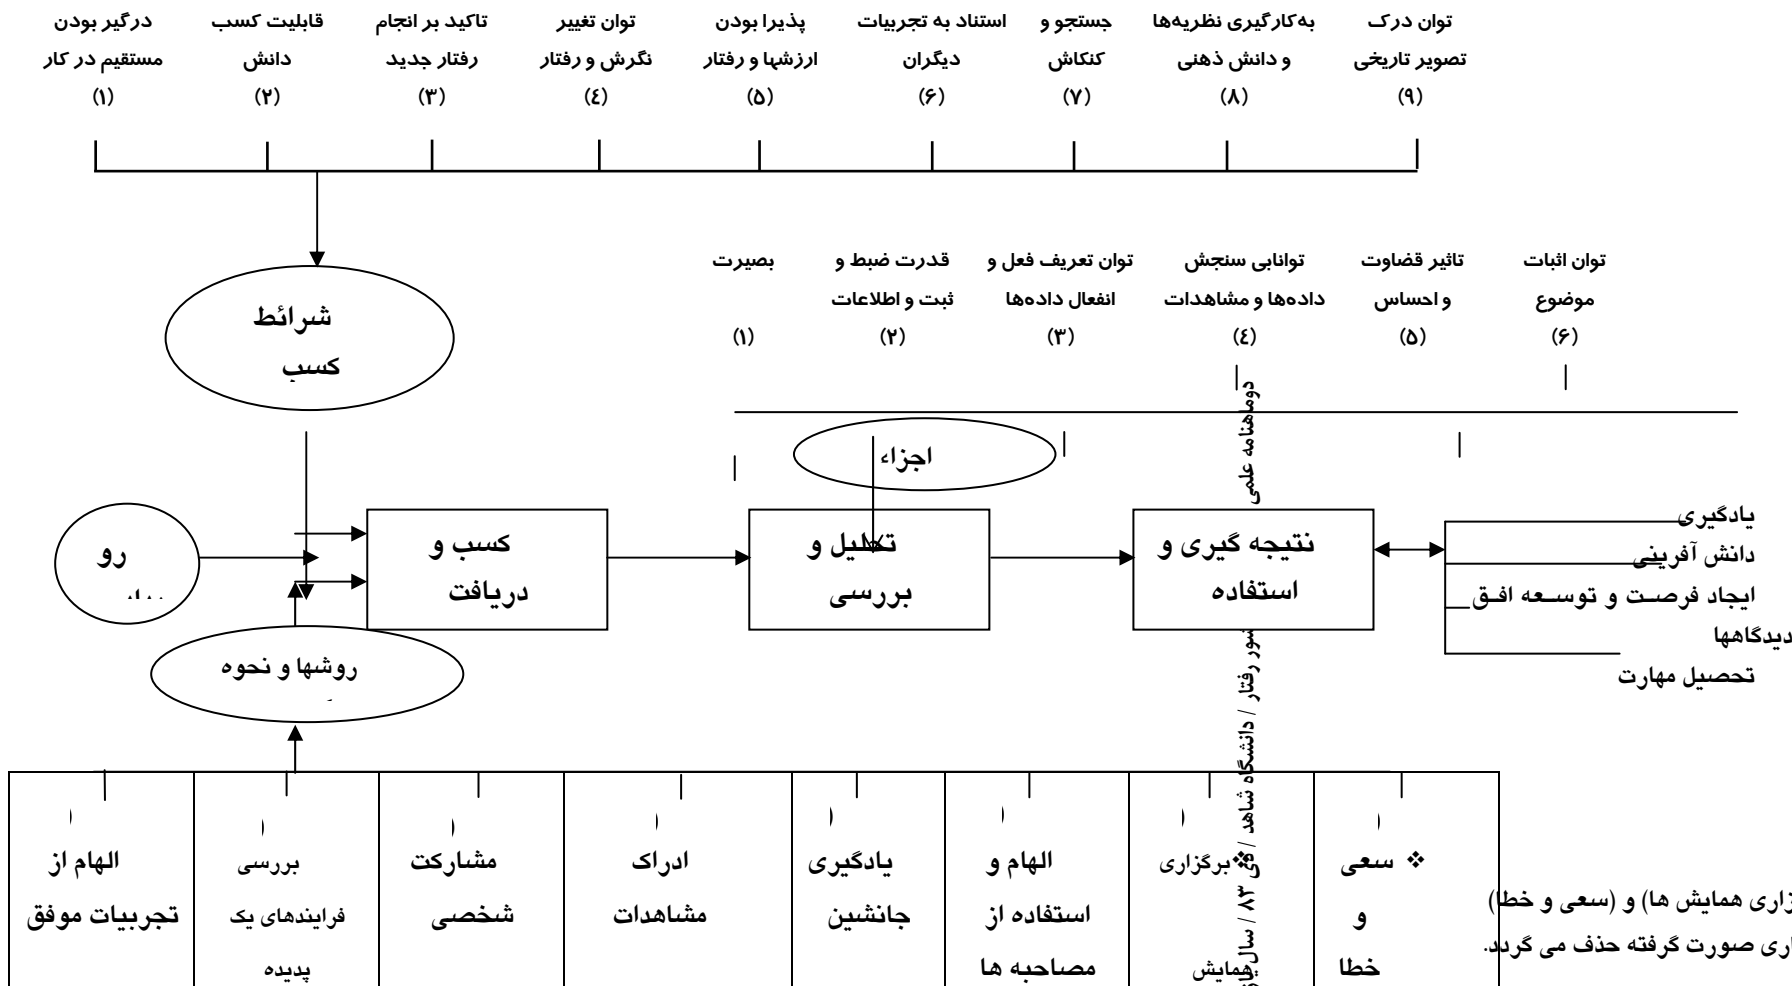 درگیر بودن
مستقیم در کار
(۱)
قابلیت کسب
دانش
(۲)
تاکید بر انجام
رفتار جدید
(۳)
توان تغییر
نگرش و رفتار
(٤)
پذیرا بودن
ارزشها و رفتار
(۵)
استناد به تجربیات
دیگران
(۶)
جستجو و
کنکاش
(۷)
به‌کارگیری نظریه‌ها
و دانش ذهنی
(۸)
توان درک
تصویر تاریخی
(۹)
بصیرت
(۱)
قدرت ضبط و
ثبت و اطلاعات
(۲)
توان تعریف فعل و
انفعال داده‌ها
(۳)
توانایی سنجش
داده‌ها و مشاهدات
(٤)
تاثیر قضاوت
و احساس
(۵)
توان اثبات
موضوع
(۶)
شرائط
کسب
اجزاء
رو
کسب و
دریافت
تحلیل و
بررسی
نتیجه گیری و
استفاده
یادگیری
دانش آفرینی
ایجاد فرصت و توسعه افق
دیدگاهها
تحصیل مهارت
روشها و نحوه
دوماهنامه علمی
رفتار / دانشگاه شاهد / دی ۸۳ / سال
الهام از
تجربیات موفق
بررسی
فرایندهای یک
پدیده
مشارکت
شخصی
ادراک
مشاهدات
یادگیری
جانشین
الهام و
استفاده از
مصاحبه ها
❖برگزاری
همایش
❖ سعی
و
خطا
همایش ها) و (سعی و خطا)
صورت گرفته حذف می گردد.